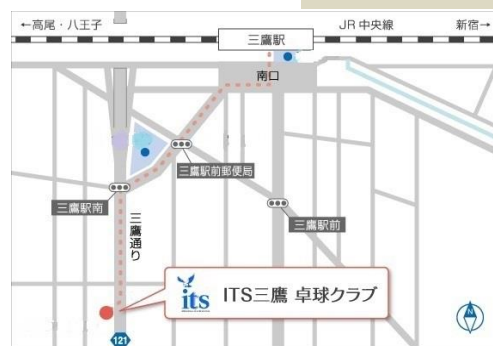 ←高尾・八王子
JR 中央線
新宿→
三鷹駅
南口
三鷹駅前郵便局
三鷹駅南
三鷹駅前
三鷹通り
its
ITS三鷹 卓球クラブ
121
N